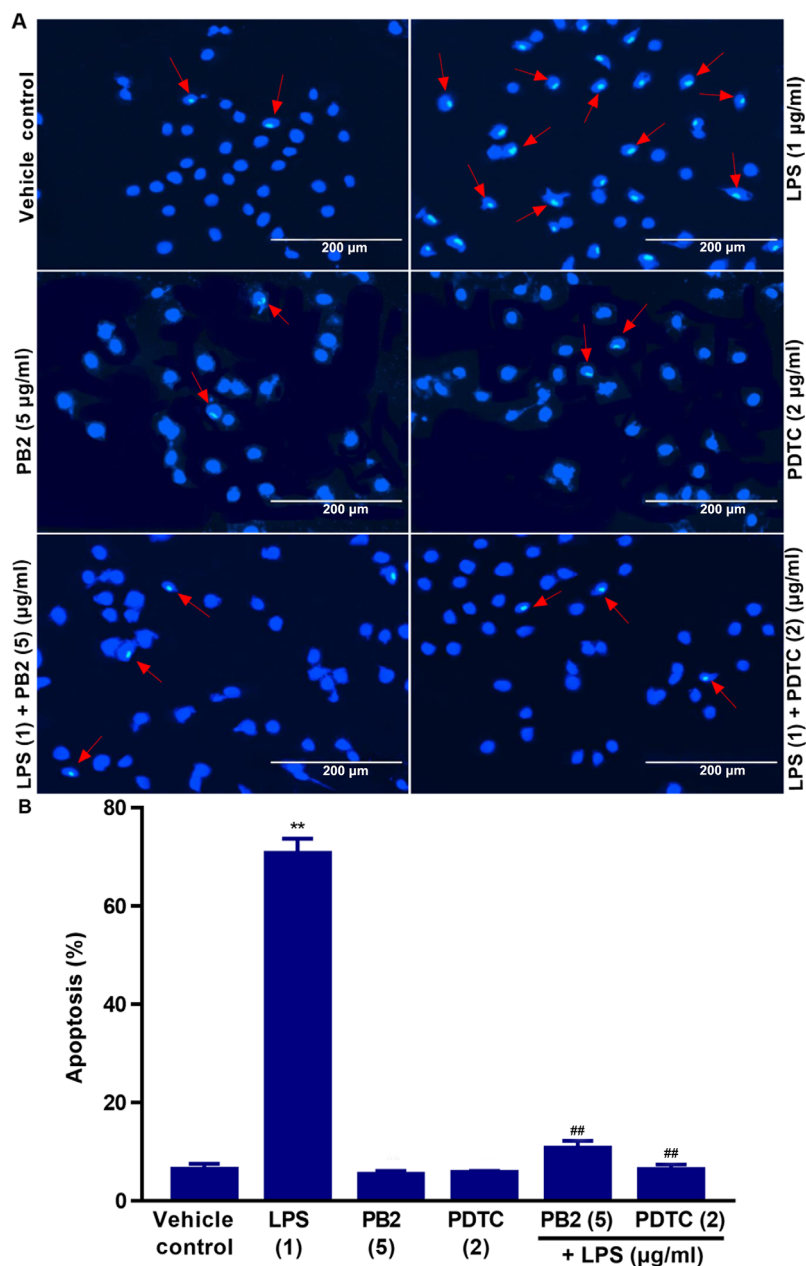 A
Vehicle control
200 µm
LPS (1 µg/ml)
200 µm
PB2 (5 µg/ml)
200 µm
PDTC (2 µg/ml)
200 µm
LPS (1) + PB2 (5) (µg/ml)
200 µm
LPS (1) + PDTC (2) (µg/ml)
200 µm
B
Apoptosis (%)
80
60
40
20
0
**
##
##
Vehicle
control
LPS
(1)
PB2
(5)
PDTC
(2)
PB2 (5)
PDTC (2)
+ LPS (µg/ml)